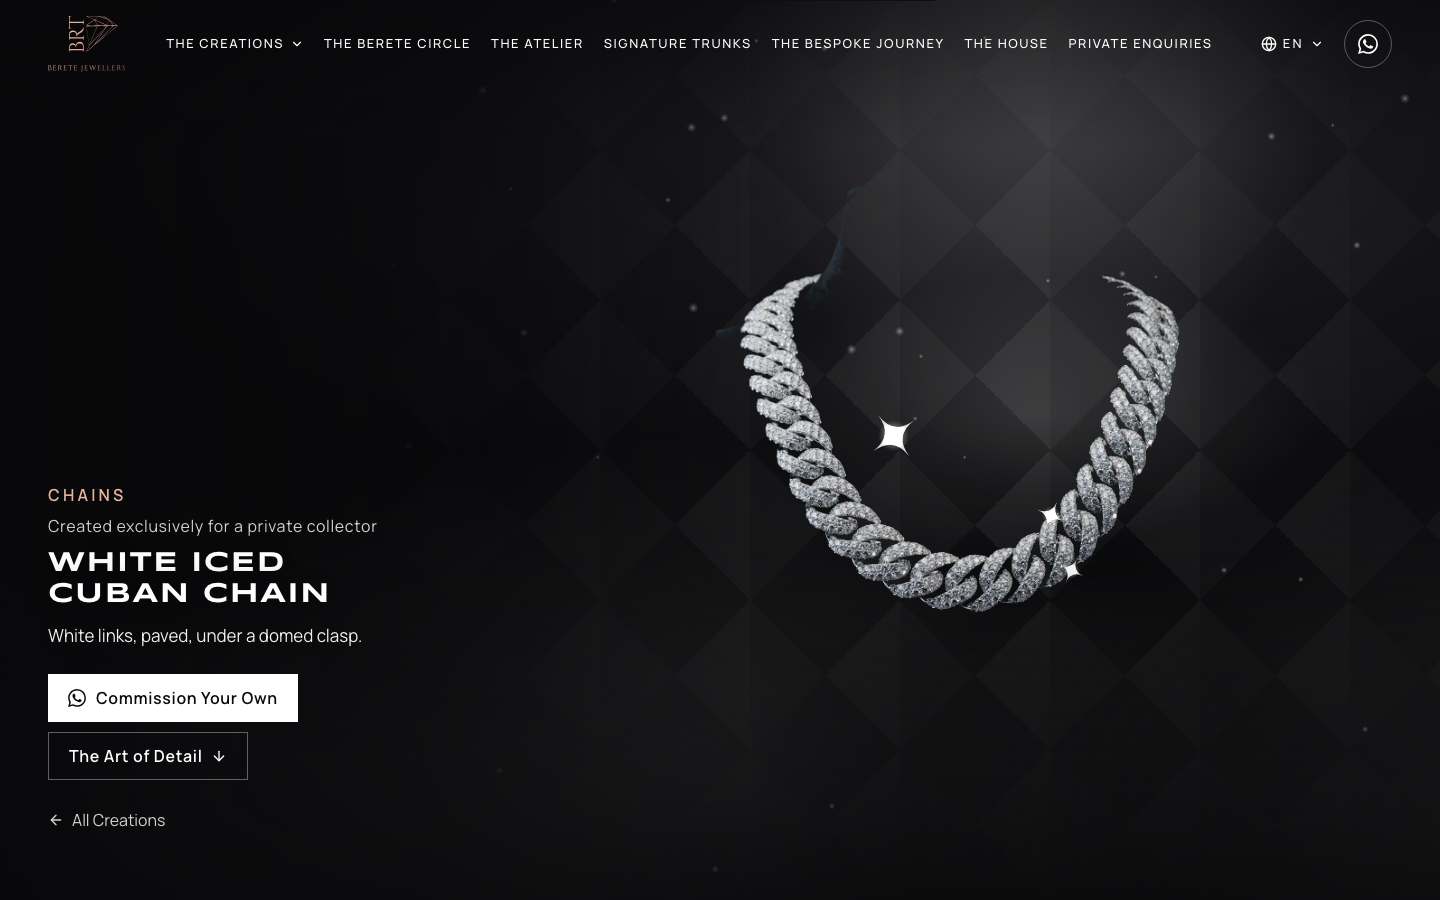 BRT
BERETE JEWELLERS
THE CREATIONS
THE BERETE CIRCLE
THE ATELIER
SIGNATURE TRUNKS
THE BESPOKE JOURNEY
THE HOUSE
PRIVATE ENQUIRIES
EN
CHAINS
Created exclusively for a private collector
WHITE ICED
CUBAN CHAIN
White links, paved, under a domed clasp.
Commission Your Own
The Art of Detail
All Creations